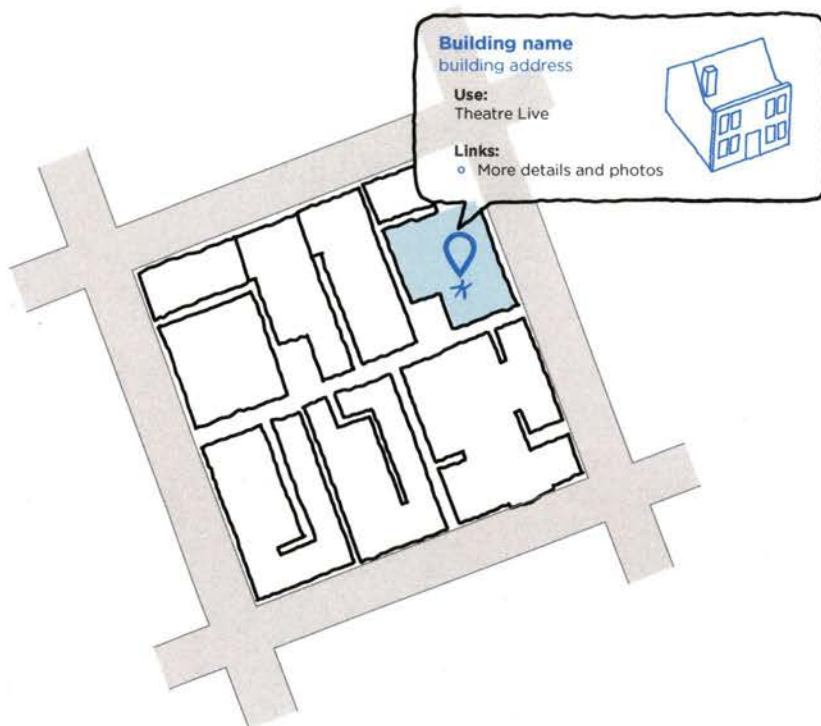 Building name
building address
Use:
Theatre Live
Links:
More details and photos